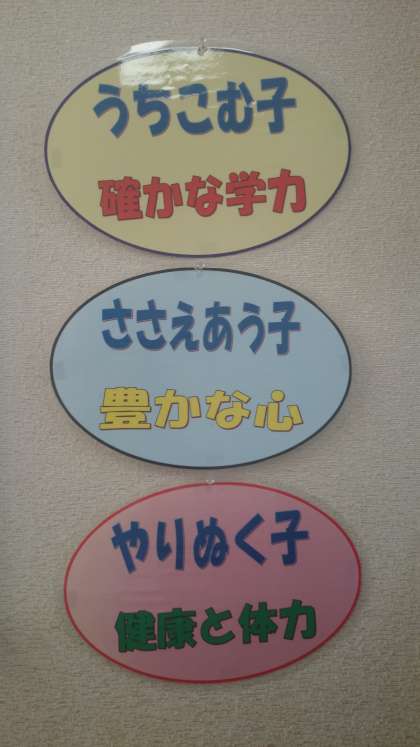 うちこむ子
確かな学力
ささえあう子
豊かな心
やりぬく子
健康と体力